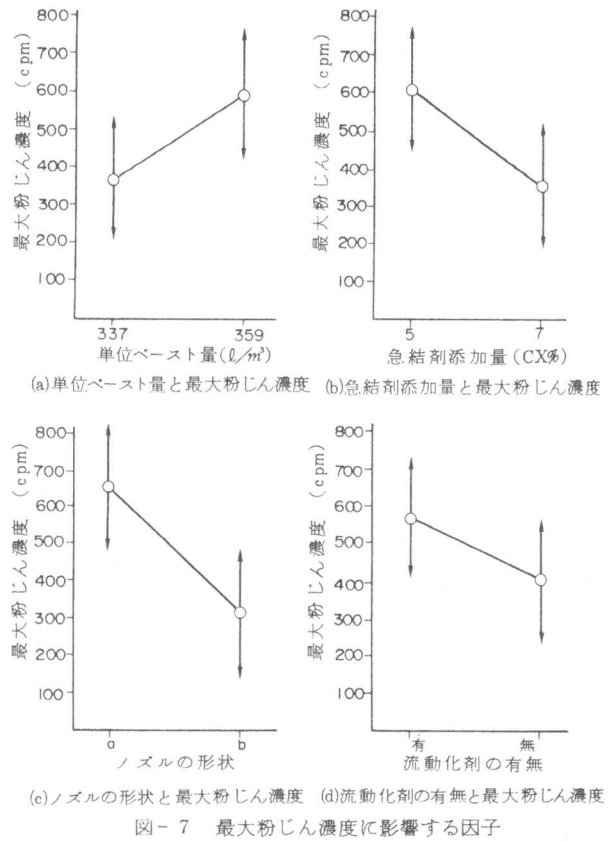 800
700
600
500
400
300
200
100
最大粉じん濃度 (cpm)
337 359
単位ペースト量(ℓ/m³)
(a)単位ペースト量と最大粉じん濃度
800
700
600
500
400
300
200
100
最大粉じん濃度 (cpm)
5 7
急結剤添加量(CX%)
(b)急結剤添加量と最大粉じん濃度
800
700
600
500
400
300
200
100
最大粉じん濃度 (cpm)
a b
ノズルの形状
(c)ノズルの形状と最大粉じん濃度
800
700
600
500
400
300
200
100
最大粉じん濃度 (cpm)
有 無
流動化剤の有無
(d)流動化剤の有無と最大粉じん濃度
図-7 最大粉じん濃度に影響する因子